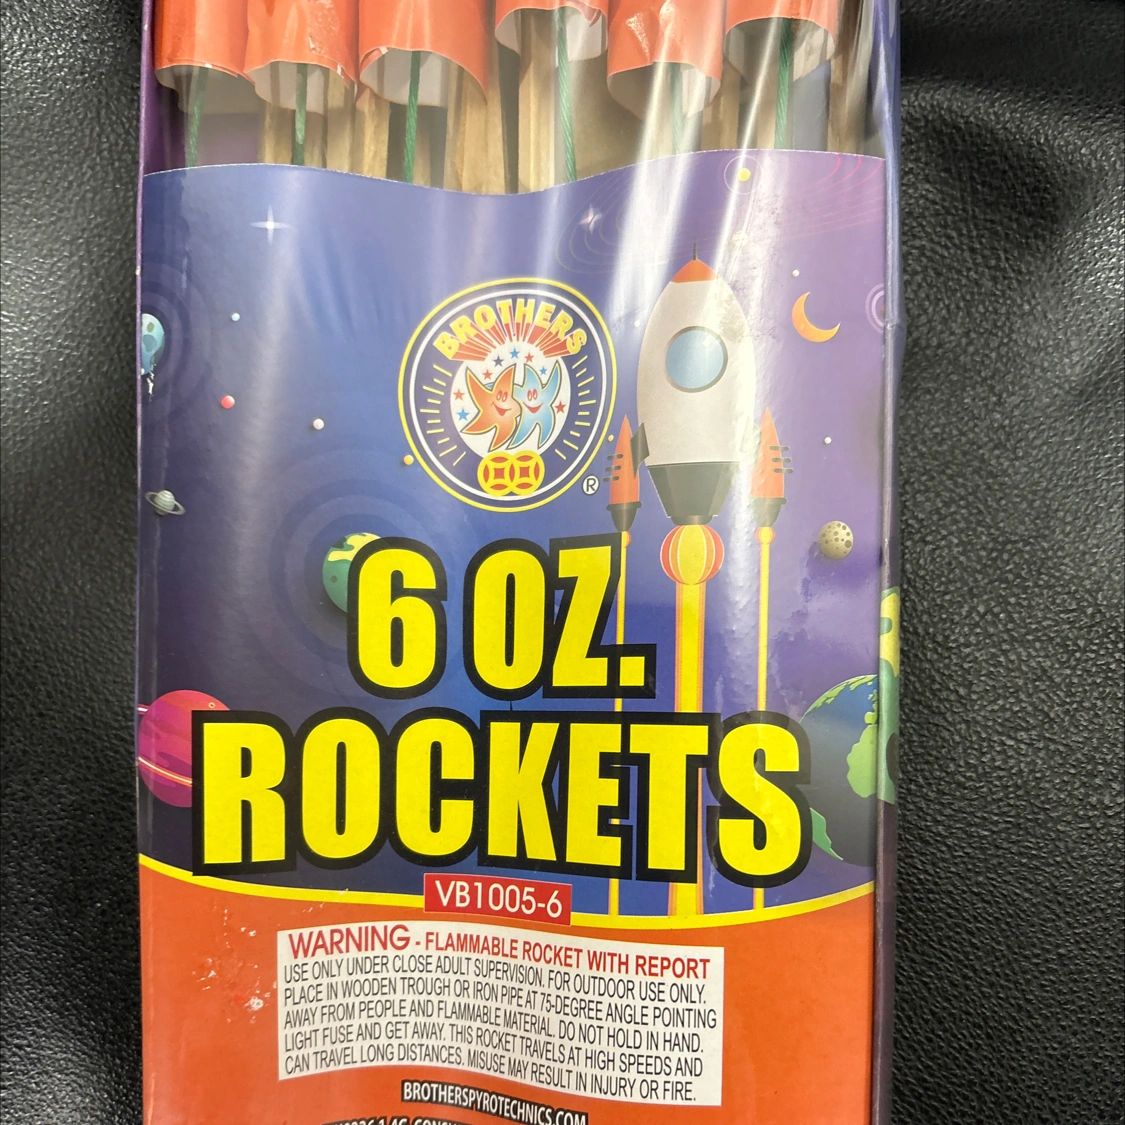 BROTHERS
®
6 OZ.
ROCKETS
VB1005-6
WARNING - FLAMMABLE ROCKET WITH REPORT
USE ONLY UNDER CLOSE ADULT SUPERVISION. FOR OUTDOOR USE ONLY.
PLACE IN WOODEN TROUGH OR IRON PIPE AT 75-DEGREE ANGLE POINTING
AWAY FROM PEOPLE AND FLAMMABLE MATERIAL. DO NOT HOLD IN HAND.
LIGHT FUSE AND GET AWAY. THIS ROCKET TRAVELS AT HIGH SPEEDS AND
CAN TRAVEL LONG DISTANCES. MISUSE MAY RESULT IN INJURY OR FIRE.
BROTHERSPYROTECHNICS.COM